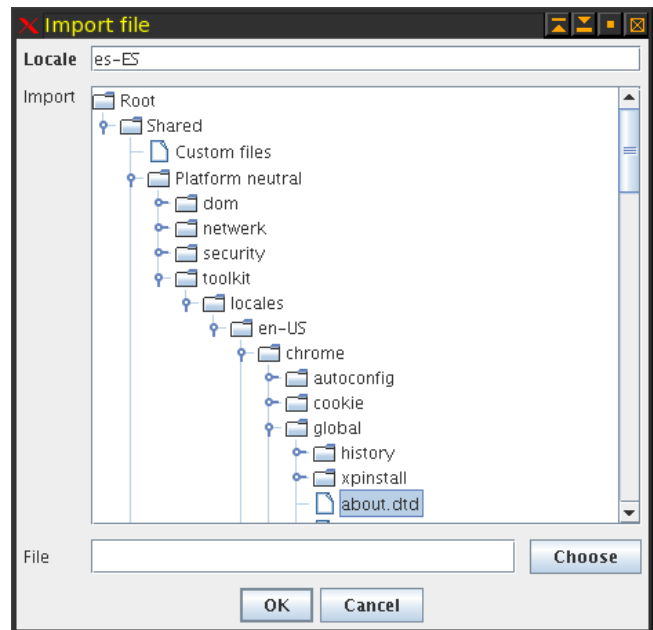 Import file
Locale es-ES
Import Root
Shared
Custom files
Platform neutral
dom
netwerk
security
toolkit
locales
en-US
chrome
autoconfig
cookie
global
history
xpinstall
about.dtd
File Choose
OK Cancel